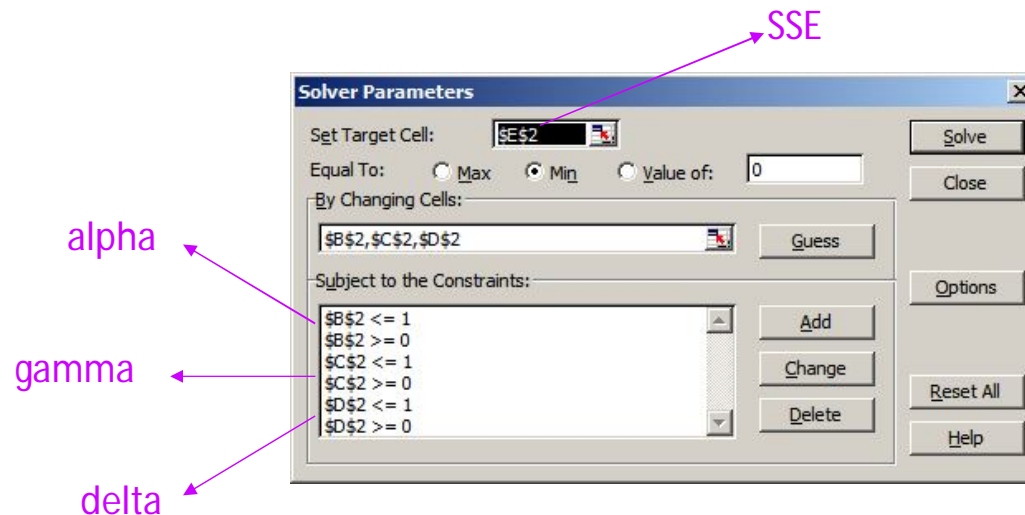 SSE
Solver Parameters
Set Target Cell: $E$2 Solve
Equal To: Max Min Value of: 0 Close
By Changing Cells:
alpha
$B$2,$C$2,$D$2 Guess
Subject to the Constraints: Options
$B$2 <= 1 Add
$B$2 >= 0
gamma
$C$2 <= 1 Change
$C$2 >= 0 Reset All
$D$2 <= 1 Delete
$D$2 >= 0 Help
delta